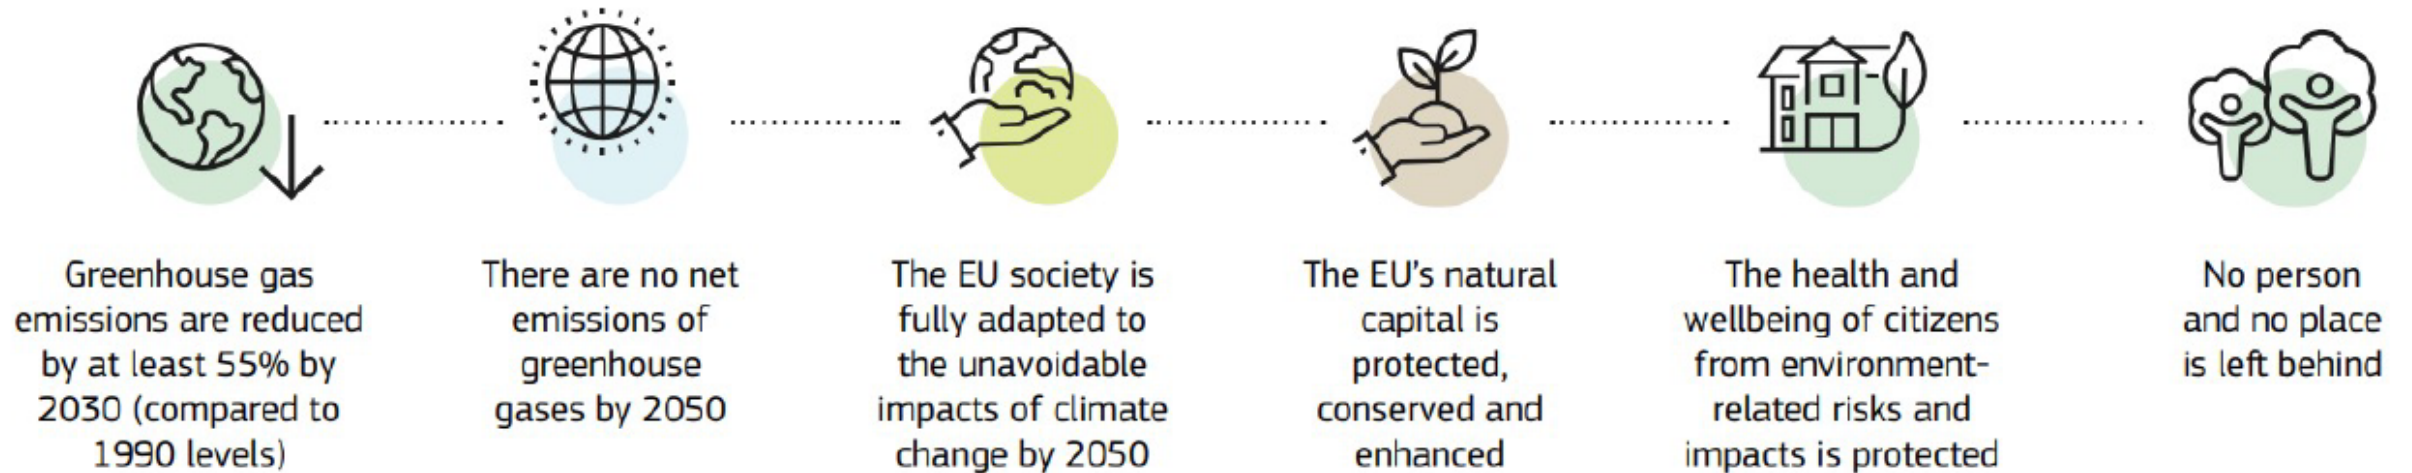 Greenhouse gas
emissions are reduced
by at least 55% by
2030 (compared to
1990 levels)
There are no net
emissions of
greenhouse
gases by 2050
The EU society is
fully adapted to
the unavoidable
impacts of climate
change by 2050
The EU's natural
capital is
protected,
conserved and
enhanced
The health and
wellbeing of citizens
from environment-
related risks and
impacts is protected
No person
and no place
is left behind